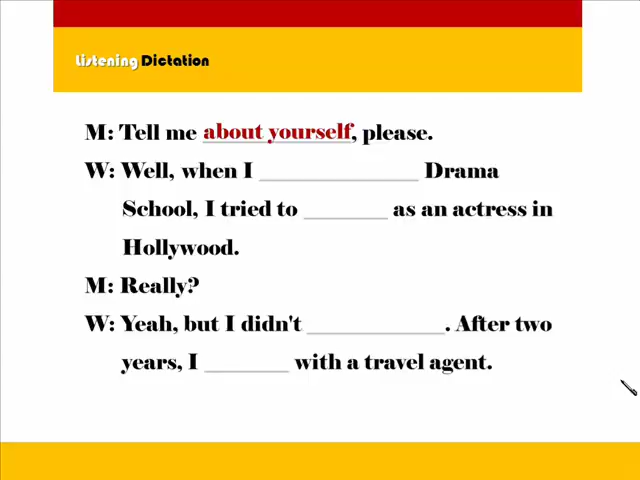 Listening Dictation
M: Tell me about yourself, please.
W: Well, when I ________________ Drama
School, I tried to ________ as an actress in
Hollywood.
M: Really?
W: Yeah, but I didn't ______________. After two
years, I ________ with a travel agent.